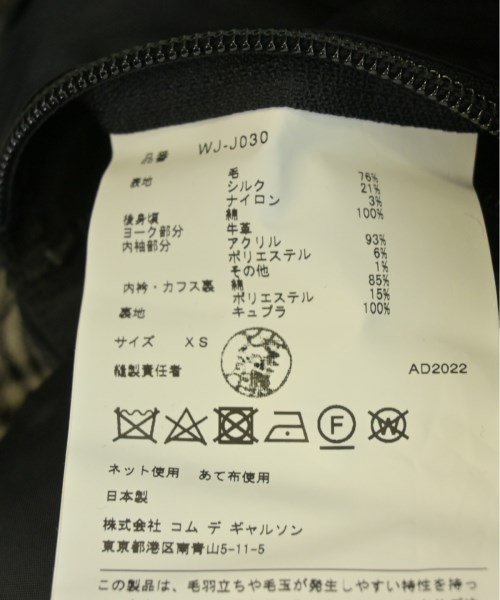 品番 WJ-J030
表地 毛 76%
シルク 21%
ナイロン 3%
後身頃 綿 100%
ヨーク部分 牛革
内袖部分 アクリル 93%
ポリエステル 6%
その他 1%
内衿・カフス裏 綿 85%
ポリエステル 15%
裏地 キュプラ 100%
サイズ XS
縫製責任者
AD2022
F W
ネット使用 あて布使用
日本製
株式会社 コム デ ギャルソン
東京都港区南青山5-11-5
この製品は、毛羽立ちや毛玉が発生しやすい特性を持っ